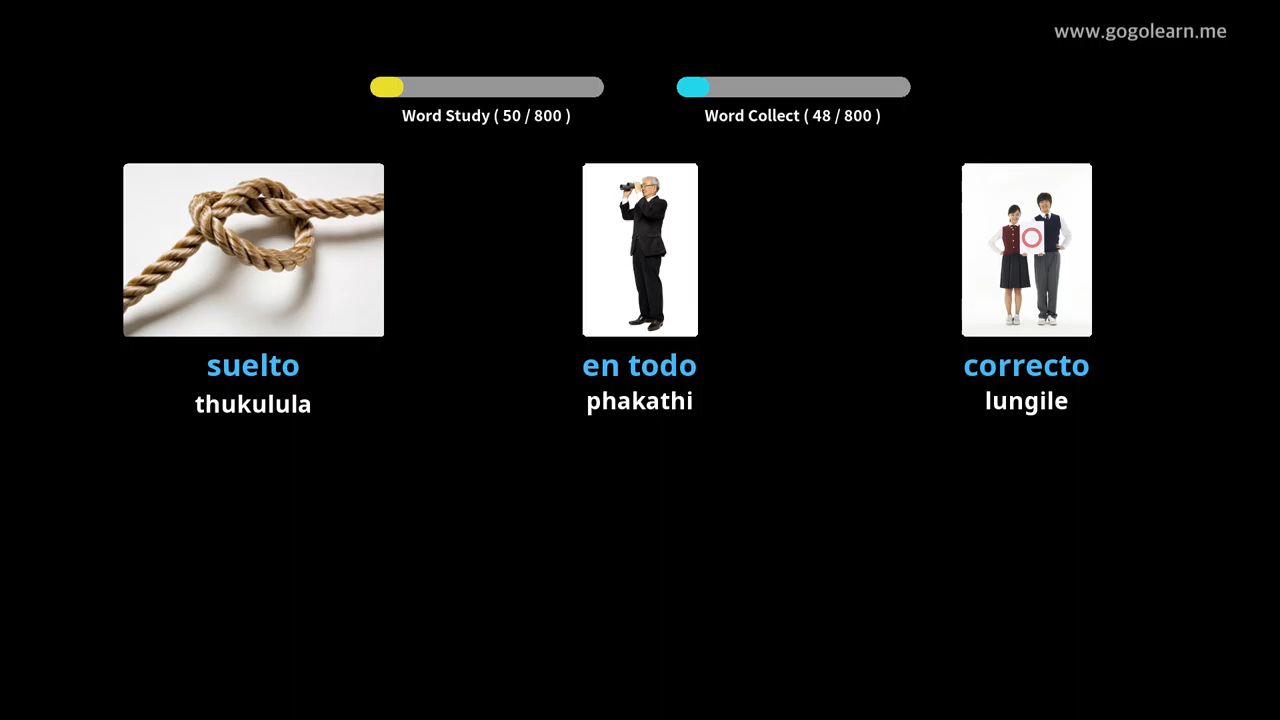 www.gogolearn.me
Word Study ( 50 / 800 )
Word Collect ( 48 / 800 )
suelto
thukulula
en todo
phakathi
correcto
lungile